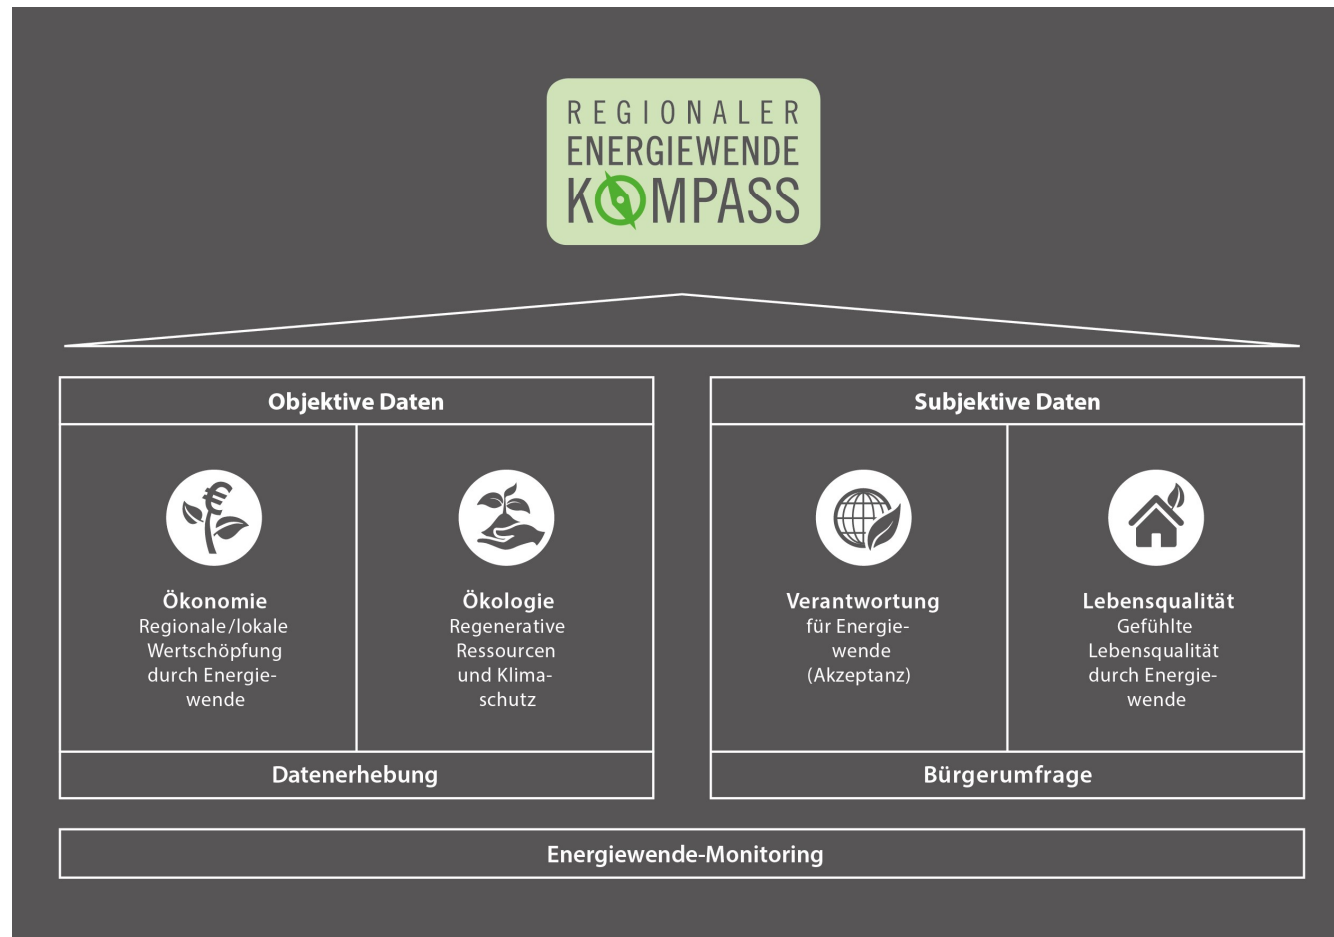 REGIONALER
ENERGIEWENDE
KOMPASS
Objektive Daten
Ökonomie
Regionale/lokale
Wertschöpfung
durch Energie-
wende
Ökologie
Regenerative
Ressourcen
und Klima-
schutz
Datenerhebung
Subjektive Daten
Verantwortung
für Energie-
wende
(Akzeptanz)
Lebensqualität
Gefühlte
Lebensqualität
durch Energie-
wende
Bürgerumfrage
Energiewende-Monitoring